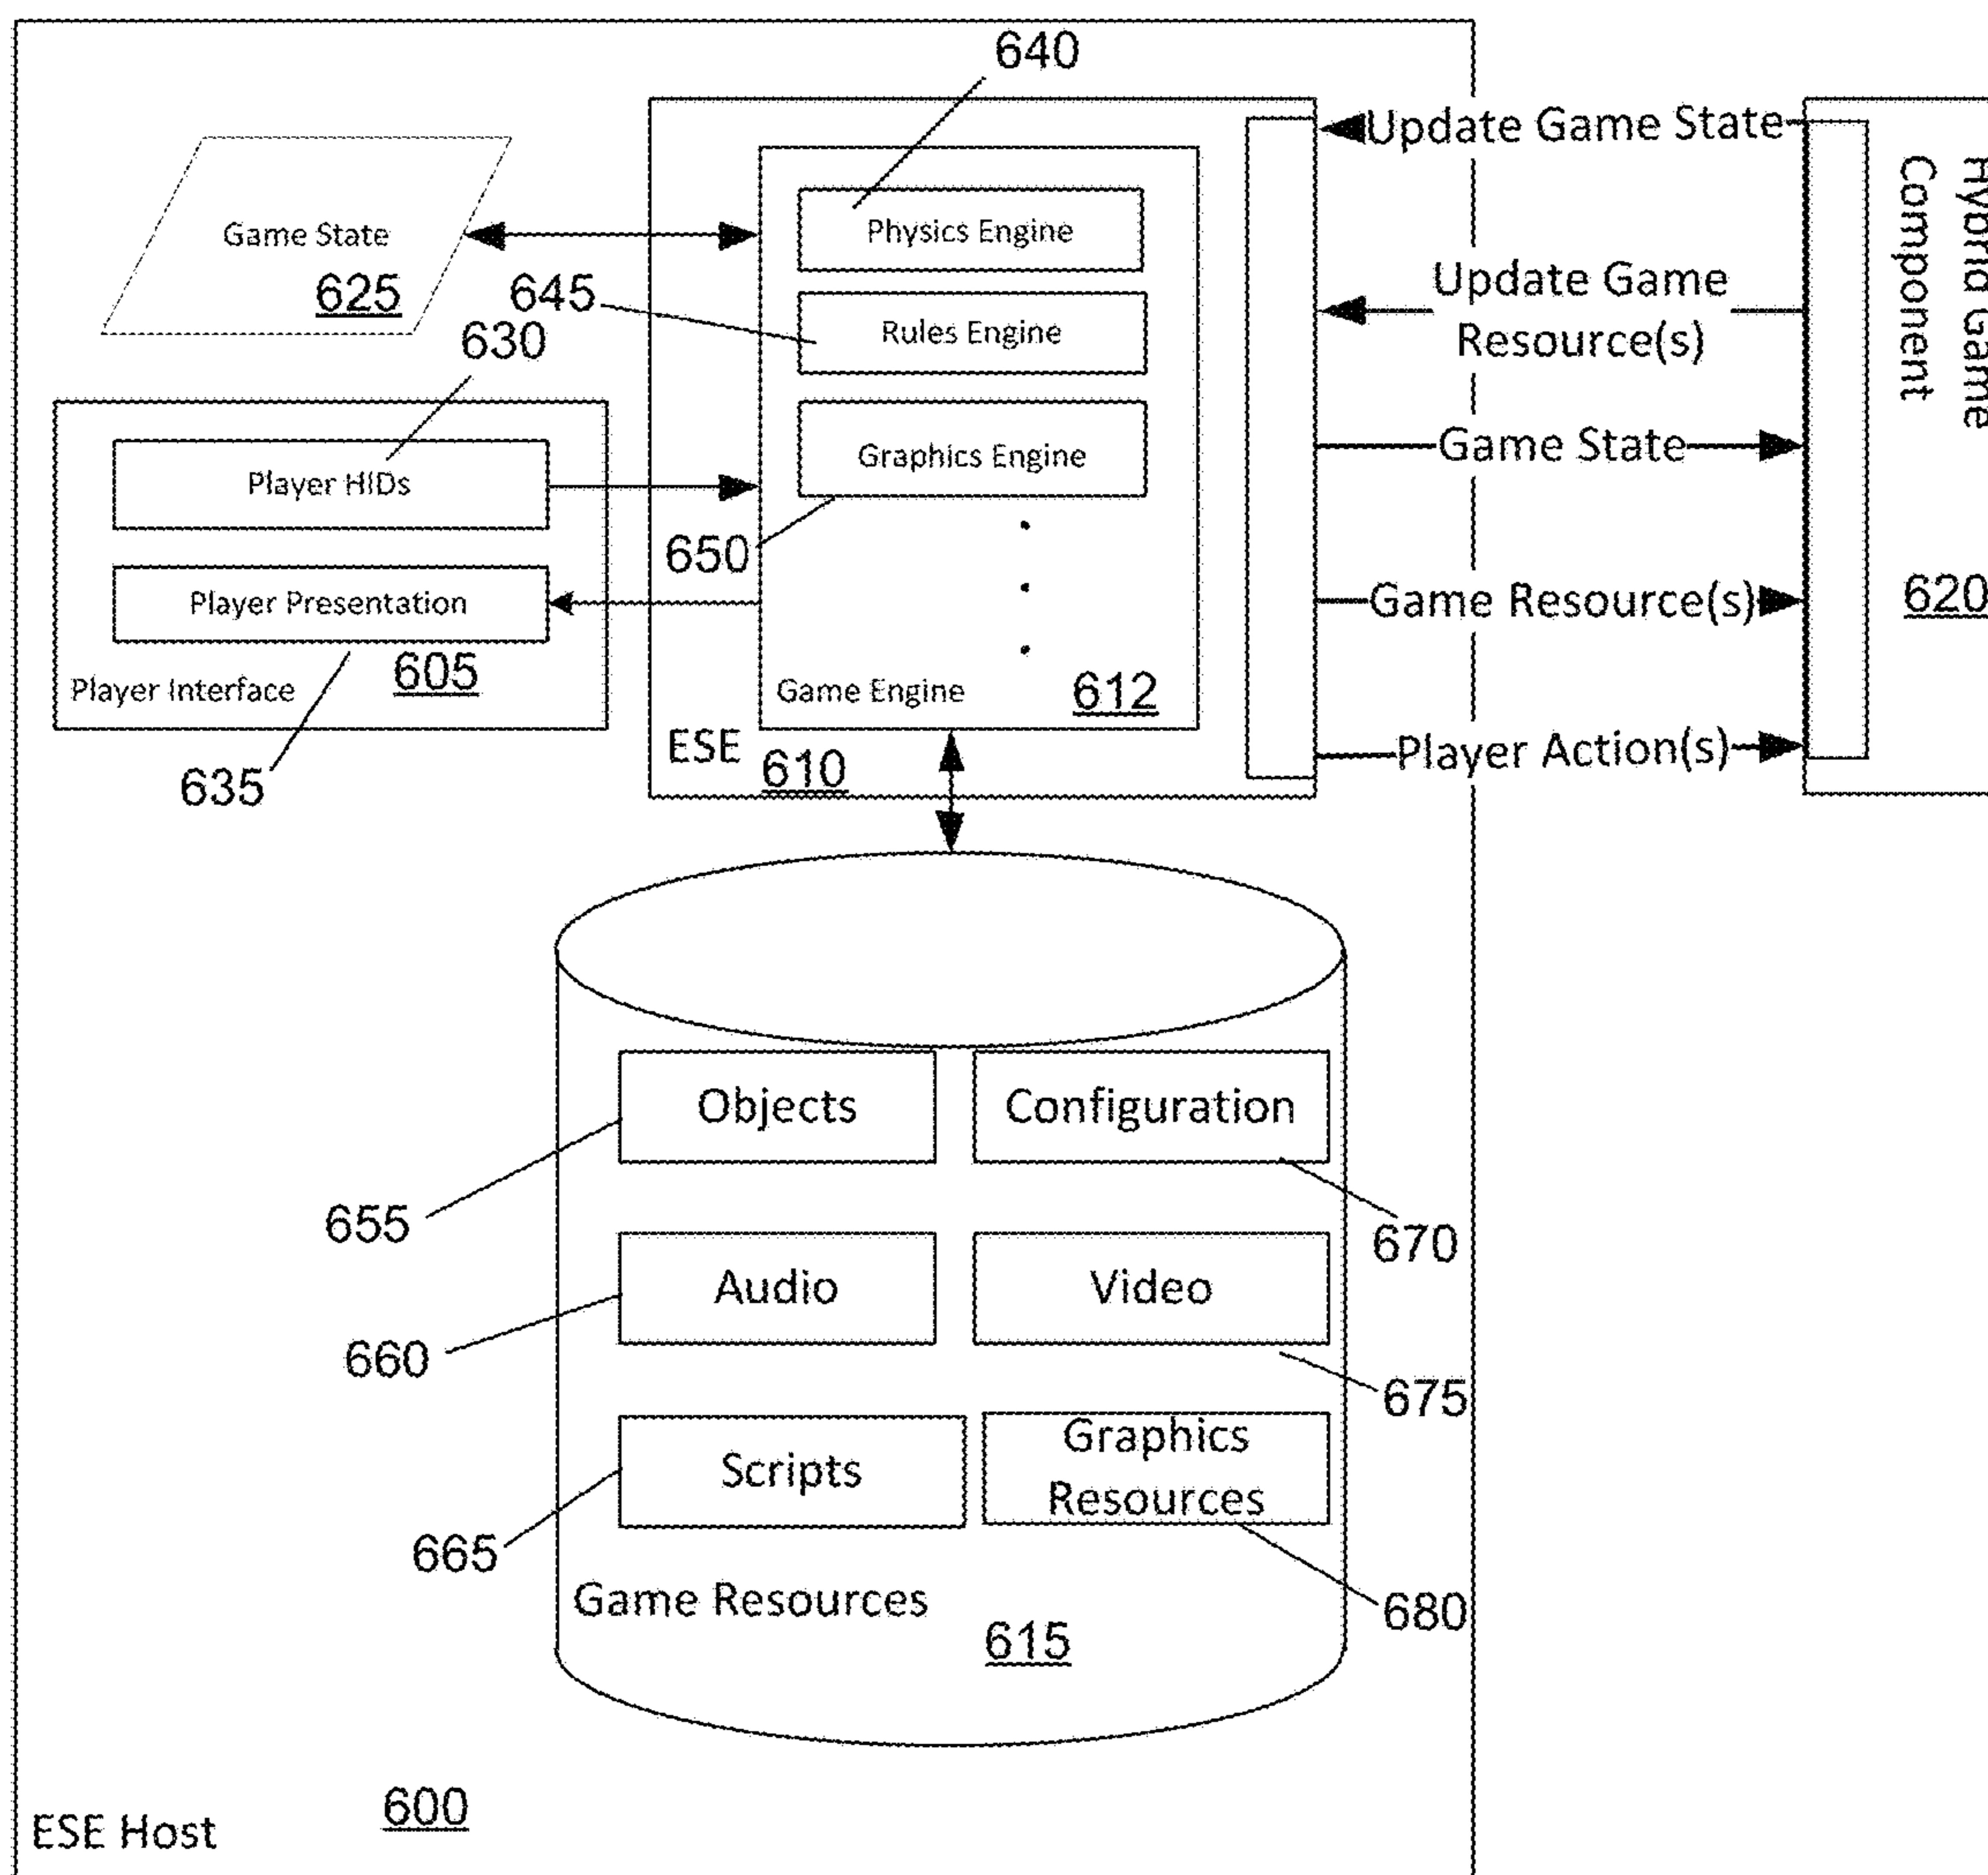 640
Update Game State
Hybrid Game
Component
Game State
625
Physics Engine
645
Rules Engine
Update Game
Resource(s)
630
Game State
Player HIDs
Graphics Engine
650
Game Resource(s)
620
Player Presentation
605
Player Interface
635
Game Engine
612
ESE
610
Player Action(s)
Objects
Configuration
655
670
Audio
Video
660
675
Scripts
Graphics
Resources
665
680
Game Resources
615
ESE Host
600